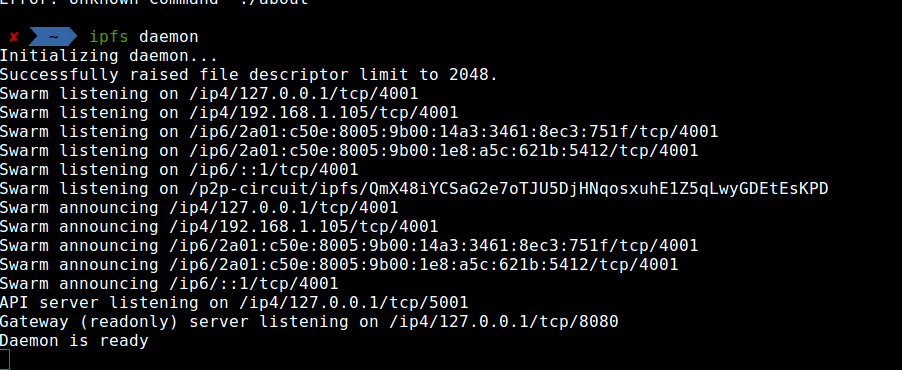 Error: Unknown Command './about'
✘ ~ ipfs daemon
Initializing daemon...
Successfully raised file descriptor limit to 2048.
Swarm listening on /ip4/127.0.0.1/tcp/4001
Swarm listening on /ip4/192.168.1.105/tcp/4001
Swarm listening on /ip6/2a01:c50e:8005:9b00:14a3:3461:8ec3:751f/tcp/4001
Swarm listening on /ip6/2a01:c50e:8005:9b00:1e8:a5c:621b:5412/tcp/4001
Swarm listening on /ip6/::1/tcp/4001
Swarm listening on /p2p-circuit/ipfs/QmX48iYCSaG2e7oTJU5DjHNqosxuhE1Z5qLwyGDEtEsKPD
Swarm announcing /ip4/127.0.0.1/tcp/4001
Swarm announcing /ip4/192.168.1.105/tcp/4001
Swarm announcing /ip6/2a01:c50e:8005:9b00:14a3:3461:8ec3:751f/tcp/4001
Swarm announcing /ip6/2a01:c50e:8005:9b00:1e8:a5c:621b:5412/tcp/4001
Swarm announcing /ip6/::1/tcp/4001
API server listening on /ip4/127.0.0.1/tcp/5001
Gateway (readonly) server listening on /ip4/127.0.0.1/tcp/8080
Daemon is ready